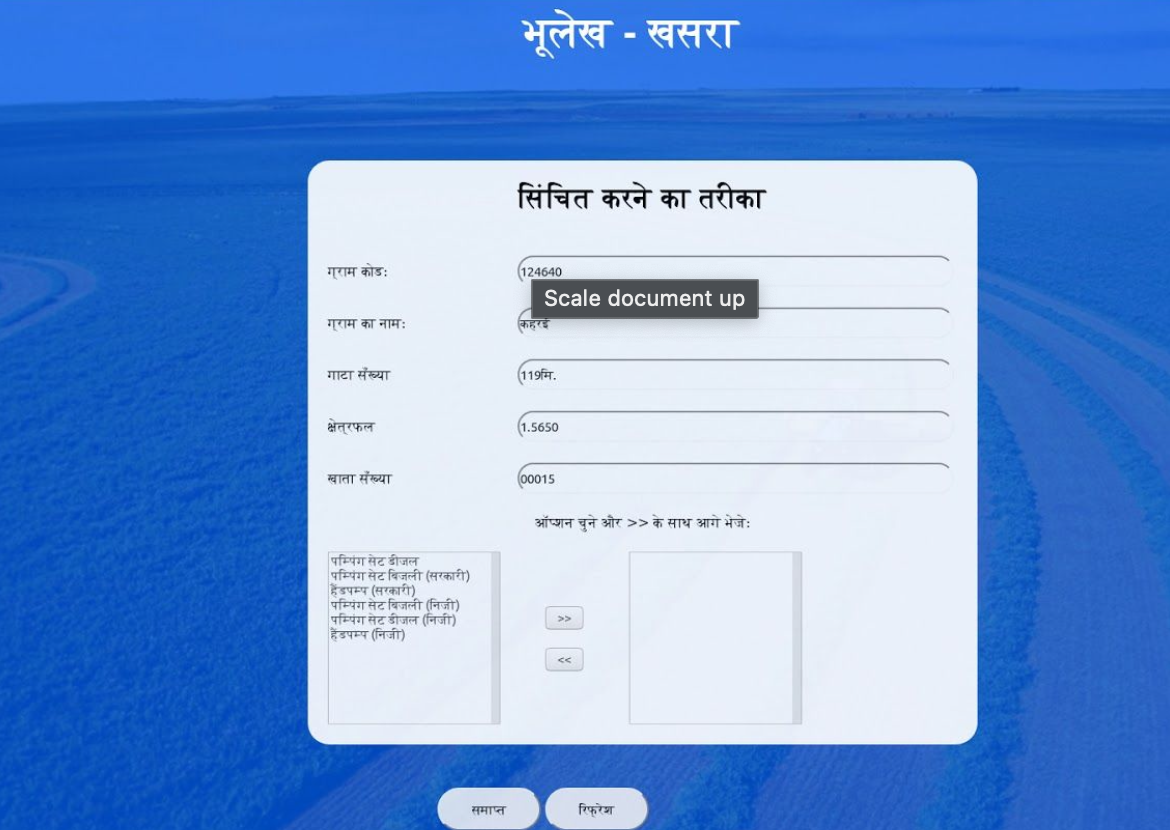 भूलेख - खसरा
सिंचित करने का तरीका
ग्राम कोड: 124640
Scale document up
ग्राम का नाम: कहरई
गाटा सँख्या 119मि.
क्षेत्रफल 1.5650
खाता सँख्या 00015
ऑप्शन चुने और >> के साथ आगे भेजे:
पम्पिंग सेट डीजल
पम्पिंग सेट बिजली (सरकारी)
हैंडपम्प (सरकारी)
पम्पिंग सेट बिजली (निजी)
पम्पिंग सेट डीजल (निजी)
हैंडपम्प (निजी)
>>
<<
समाप्त रिफ्रेश